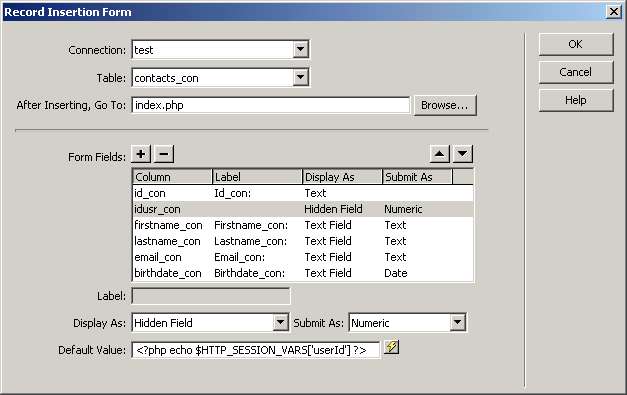 Record Insertion Form
Connection: test OK
Table: contacts_con Cancel
After Inserting, Go To: index.php Browse... Help
Form Fields:
Column Label Display As Submit As
id_con Id_con: Text
idusr_con Hidden Field Numeric
firstname_con Firstname_con: Text Field Text
lastname_con Lastname_con: Text Field Text
email_con Email_con: Text Field Text
birthdate_con Birthdate_con: Text Field Date
Label:
Display As: Hidden Field Submit As: Numeric
Default Value: <?php echo $HTTP_SESSION_VARS['userId'] ?>